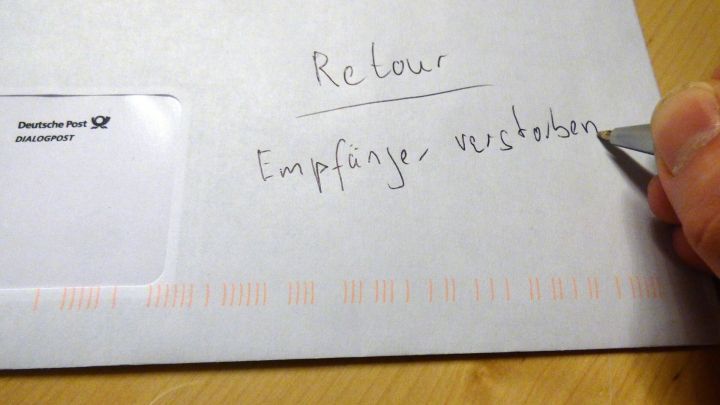 Retour
Empfänger verstorben
Deutsche Post
DIALOGPOST